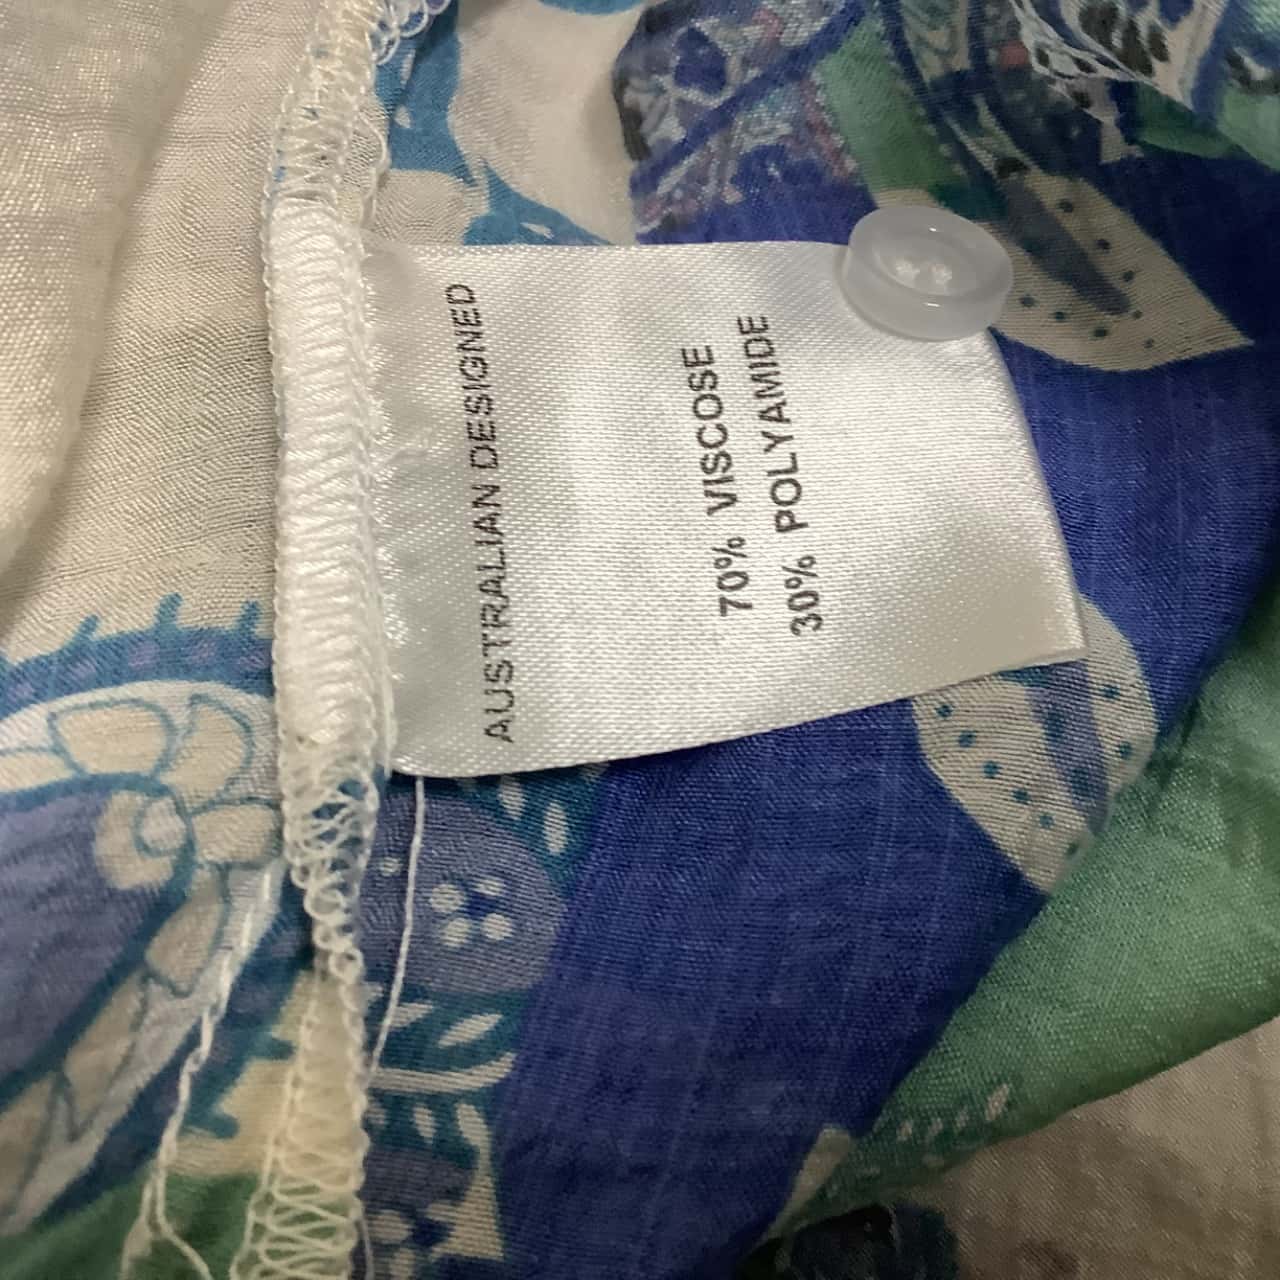 AUSTRALIAN DESIGNED
70% VISCOSE
30% POLYAMIDE